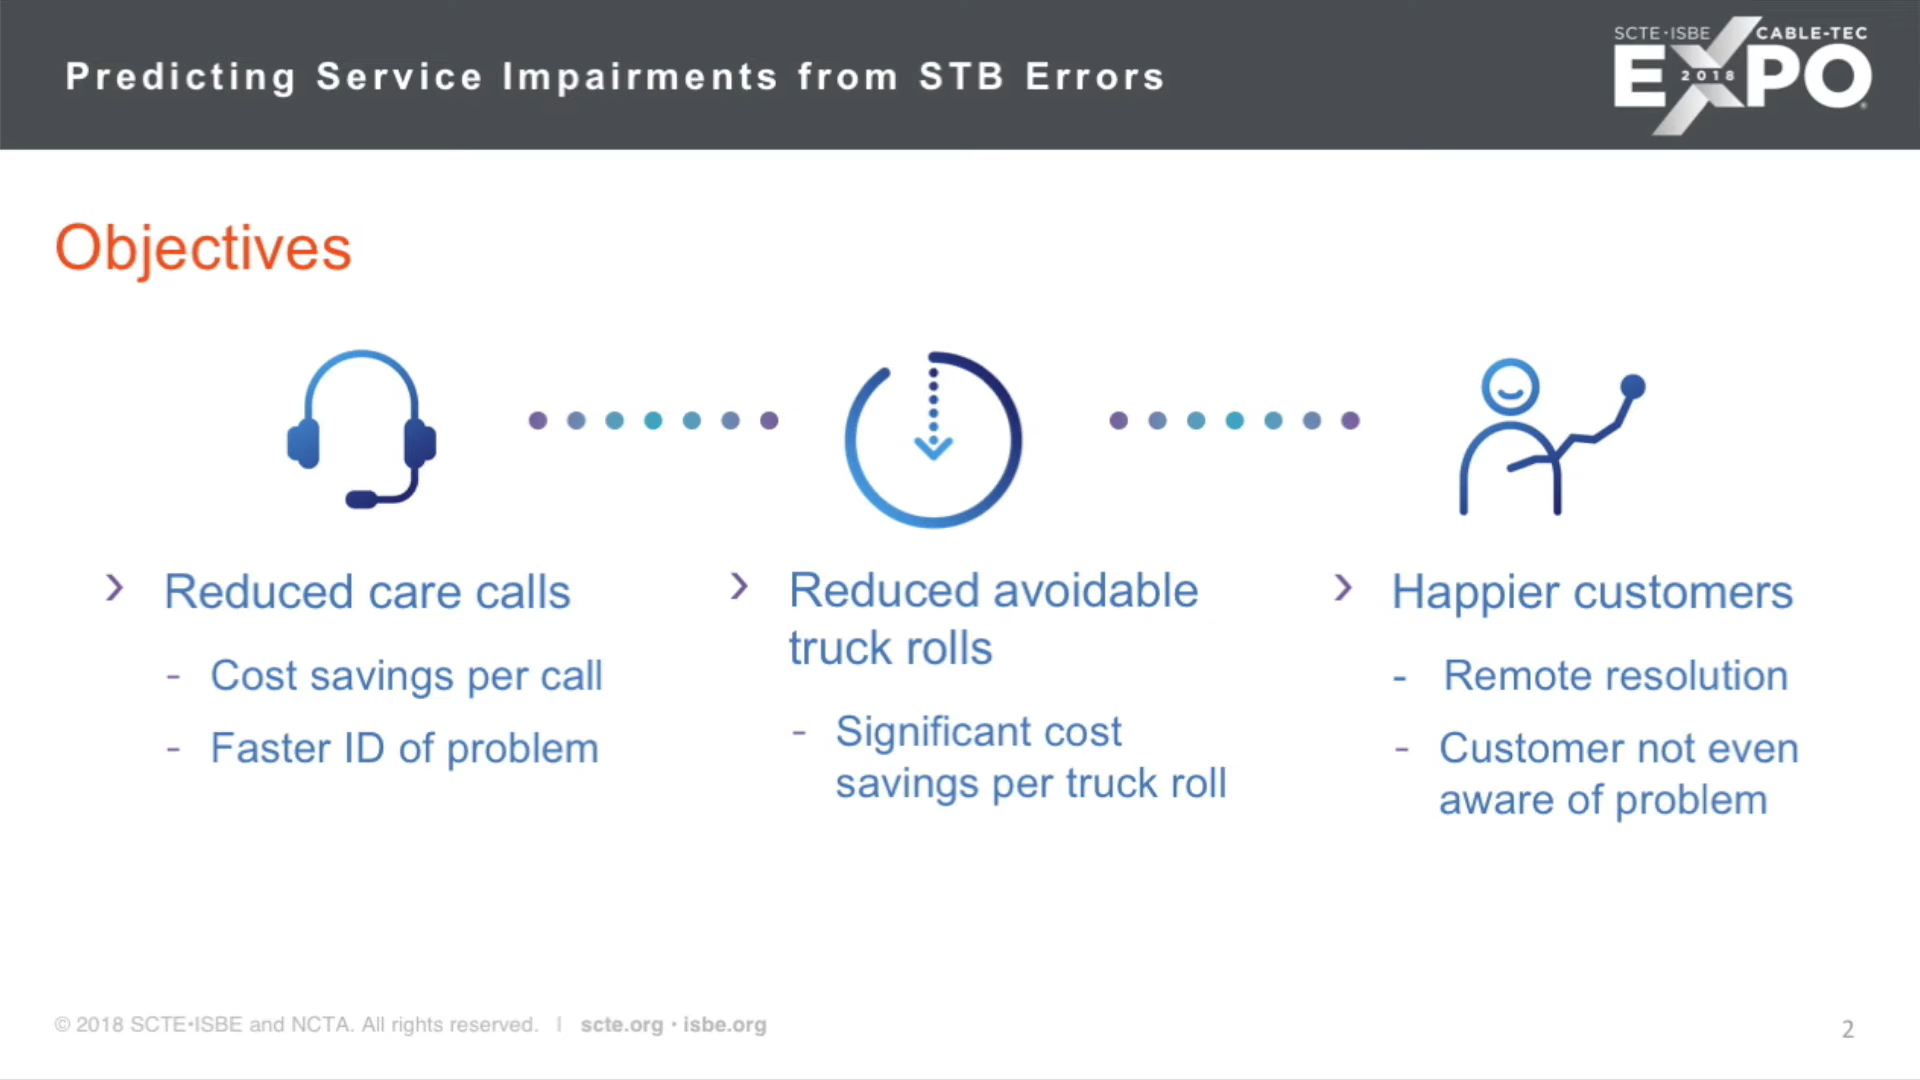 Predicting Service Impairments from STB Errors
SCTE•ISBE CABLE-TEC
EXPO
2018
Objectives
› Reduced care calls
- Cost savings per call
- Faster ID of problem
› Reduced avoidable
truck rolls
- Significant cost
savings per truck roll
› Happier customers
- Remote resolution
- Customer not even
aware of problem
© 2018 SCTE•ISBE and NCTA. All rights reserved. | scte.org • isbe.org
2